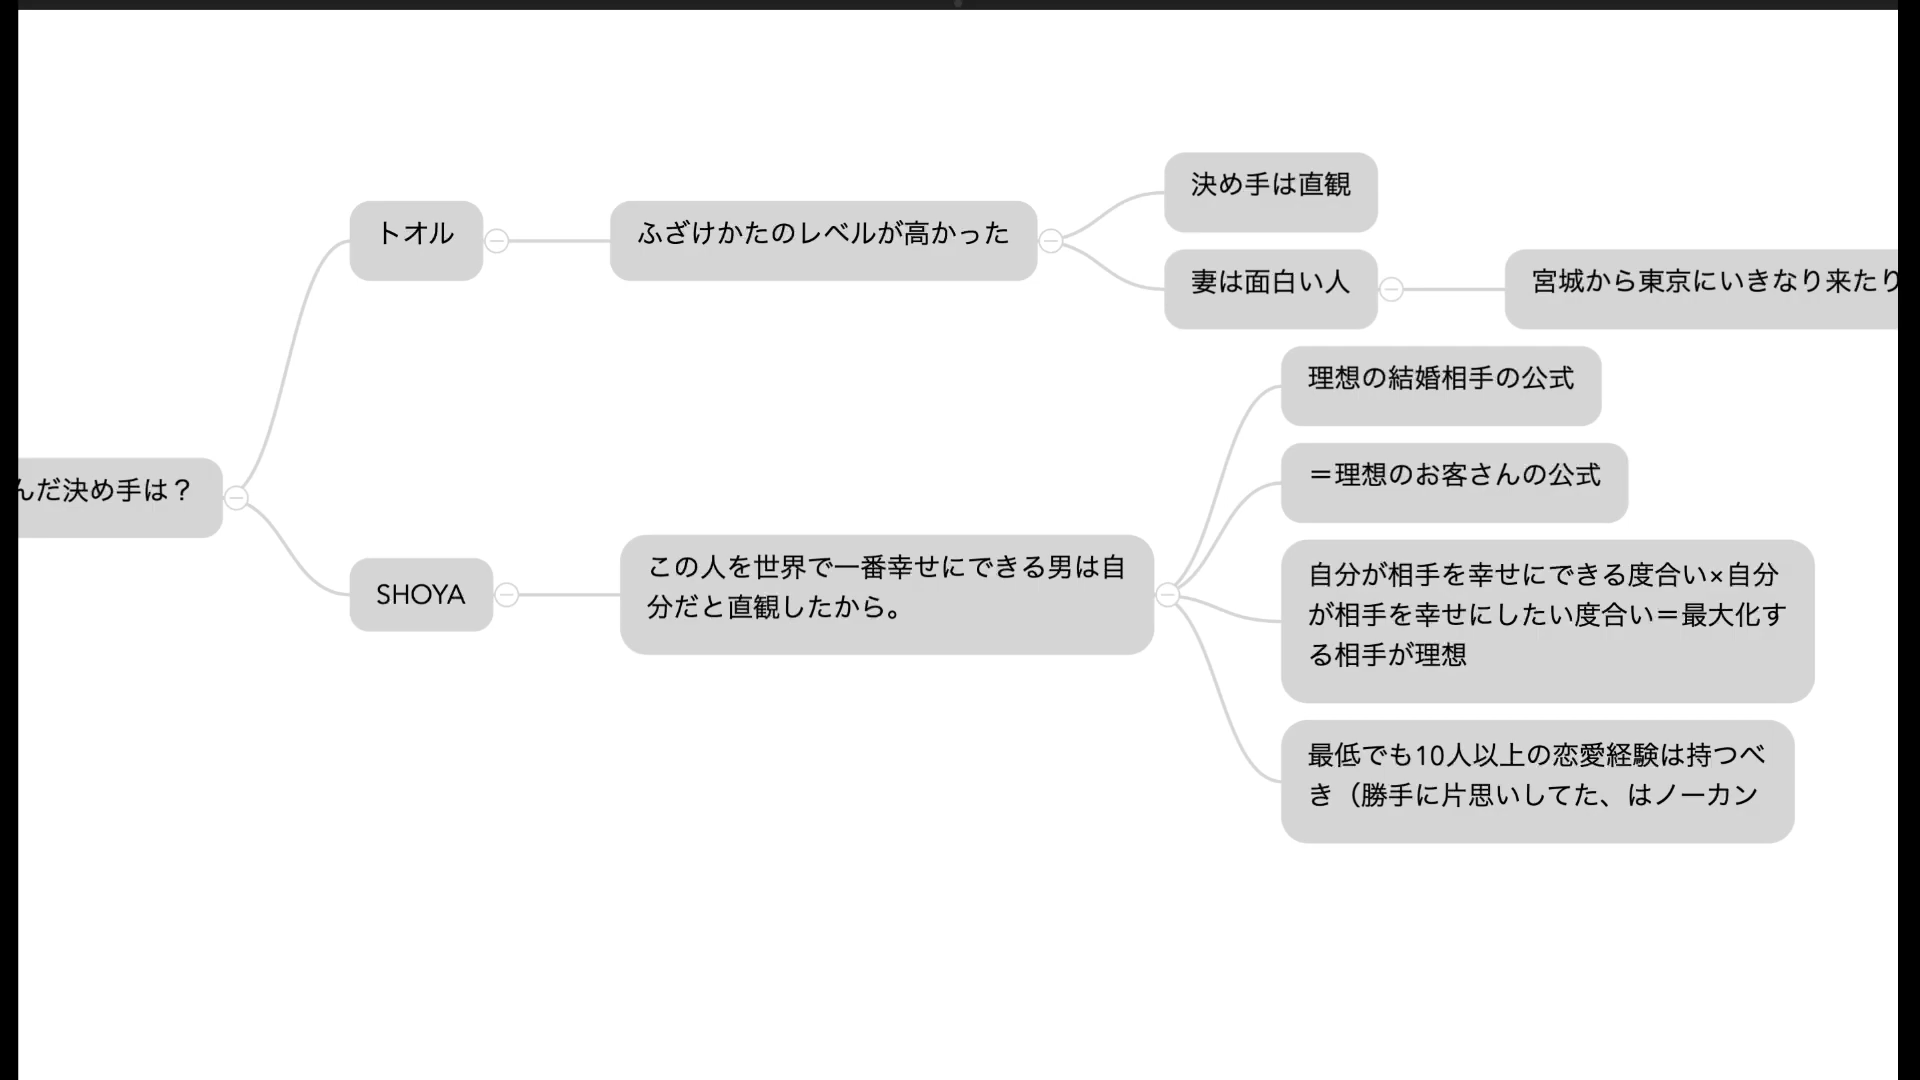 んだ決め手は？
トオル
ふざけかたのレベルが高かった
決め手は直観
妻は面白い人
宮城から東京にいきなり来たり
SHOYA
この人を世界で一番幸せにできる男は自
分だと直観したから。
理想の結婚相手の公式
＝理想のお客さんの公式
自分が相手を幸せにできる度合い×自分
が相手を幸せにしたい度合い＝最大化す
る相手が理想
最低でも10人以上の恋愛経験は持つべ
き（勝手に片思いしてた、はノーカン